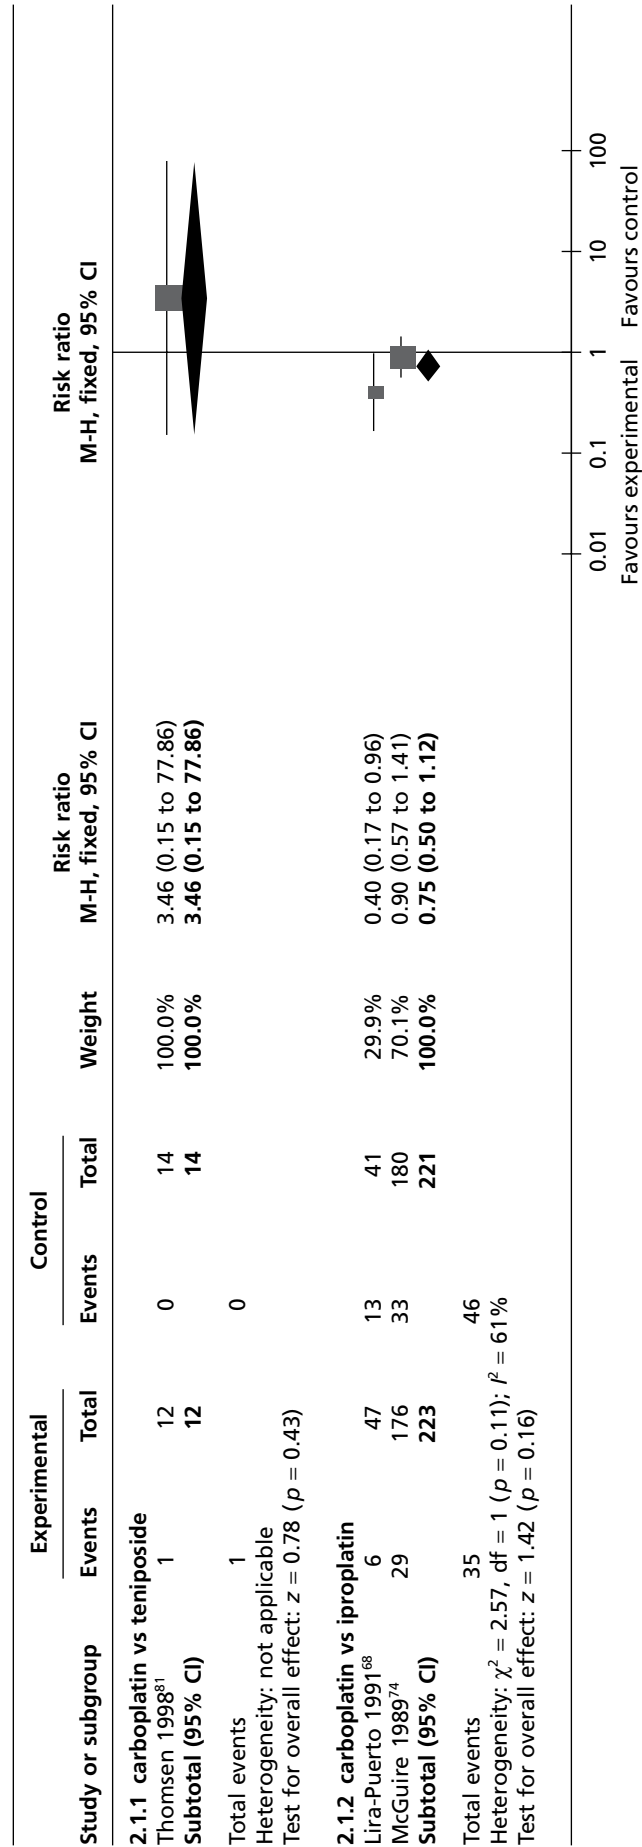 Experimental Control Risk ratio Risk ratio
Study or subgroup Events Total Events Total Weight M-H, fixed, 95% CI M-H, fixed, 95% CI
2.1.1 carboplatin vs teniposide
Thomsen 1998⁸¹ 1 12 0 14 100.0% 3.46 (0.15 to 77.86)
Subtotal (95% CI) 12 14 100.0% 3.46 (0.15 to 77.86)
Total events 1 0
Heterogeneity: not applicable
Test for overall effect: z = 0.78 (p = 0.43)
2.1.2 carboplatin vs iproplatin
Lira-Puerto 1991⁶⁸ 6 47 13 41 29.9% 0.40 (0.17 to 0.96)
McGuire 1989⁷⁴ 29 176 33 180 70.1% 0.90 (0.57 to 1.41)
Subtotal (95% CI) 223 221 100.0% 0.75 (0.50 to 1.12)
Total events 35 46
Heterogeneity: χ² = 2.57, df = 1 (p = 0.11); I² = 61%
Test for overall effect: z = 1.42 (p = 0.16)
0.01 0.1 1 10 100
Favours experimental Favours control